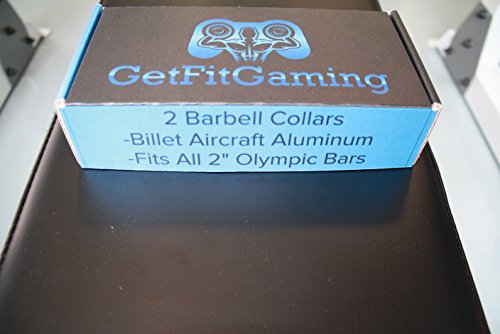 GetFitGaming
2 Barbell Collars
-Billet Aircraft Aluminum
-Fits All 2" Olympic Bars